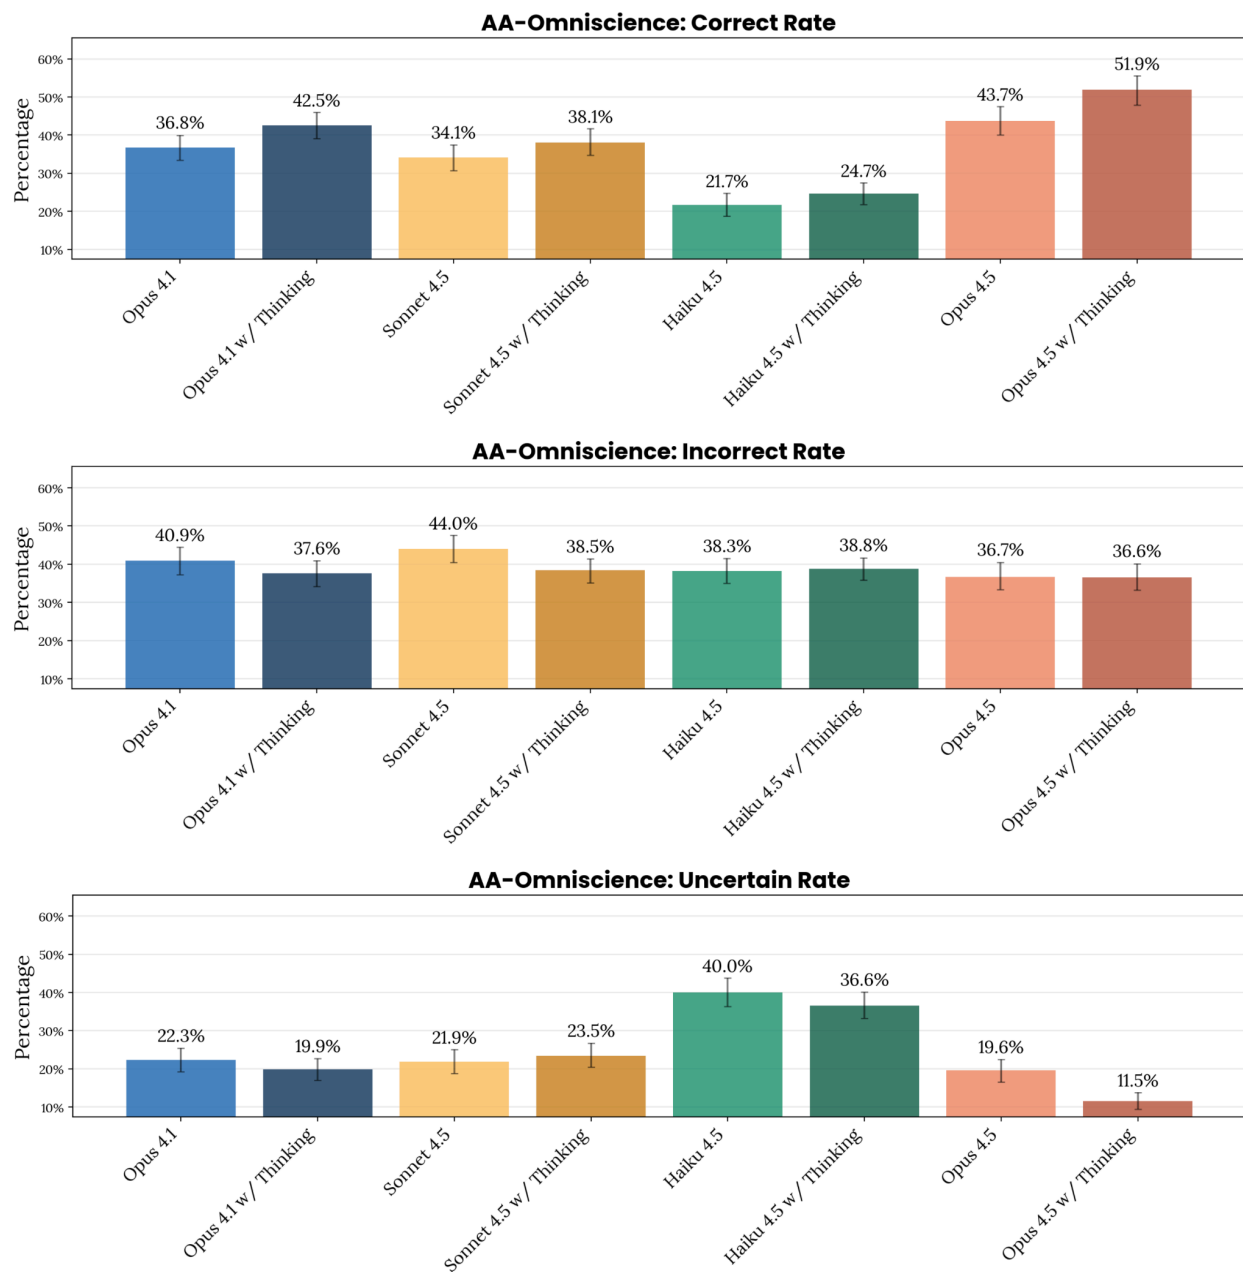 AA-Omniscience: Correct Rate
Percentage
60%
50%
40%
30%
20%
10%
36.8%
42.5%
34.1%
38.1%
21.7%
24.7%
43.7%
51.9%
Opus 4.1
Opus 4.1 w/ Thinking
Sonnet 4.5
Sonnet 4.5 w/ Thinking
Haiku 4.5
Haiku 4.5 w/ Thinking
Opus 4.5
Opus 4.5 w/ Thinking
AA-Omniscience: Incorrect Rate
Percentage
60%
50%
40%
30%
20%
10%
40.9%
37.6%
44.0%
38.5%
38.3%
38.8%
36.7%
36.6%
Opus 4.1
Opus 4.1 w/ Thinking
Sonnet 4.5
Sonnet 4.5 w/ Thinking
Haiku 4.5
Haiku 4.5 w/ Thinking
Opus 4.5
Opus 4.5 w/ Thinking
AA-Omniscience: Uncertain Rate
Percentage
60%
50%
40%
30%
20%
10%
22.3%
19.9%
21.9%
23.5%
40.0%
36.6%
19.6%
11.5%
Opus 4.1
Opus 4.1 w/ Thinking
Sonnet 4.5
Sonnet 4.5 w/ Thinking
Haiku 4.5
Haiku 4.5 w/ Thinking
Opus 4.5
Opus 4.5 w/ Thinking